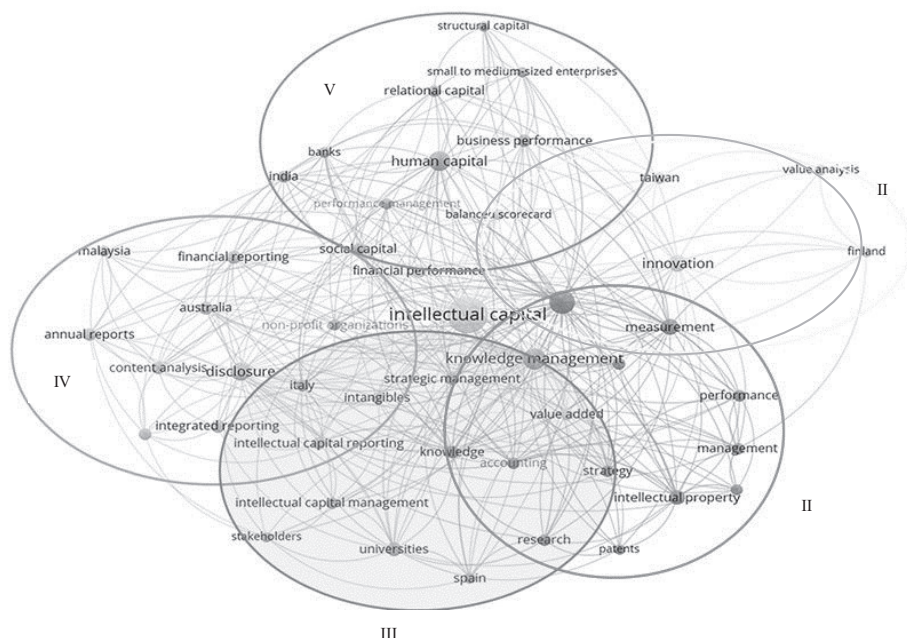 structural capital
small to medium-sized enterprises
V
relational capital
business performance
banks
human capital
india
taiwan
value analysis
II
performance management
balanced scorecard
malaysia
financial reporting
social capital
finland
financial performance
innovation
australia
intellectual capital
non-profit organizations
measurement
annual reports
knowledge management
content analysis
disclosure
strategic management
IV
italy
intangibles
performance
value added
integrated reporting
intellectual capital reporting
knowledge
accounting
management
strategy
intellectual capital management
intellectual property
II
stakeholders
universities
research
patents
spain
III